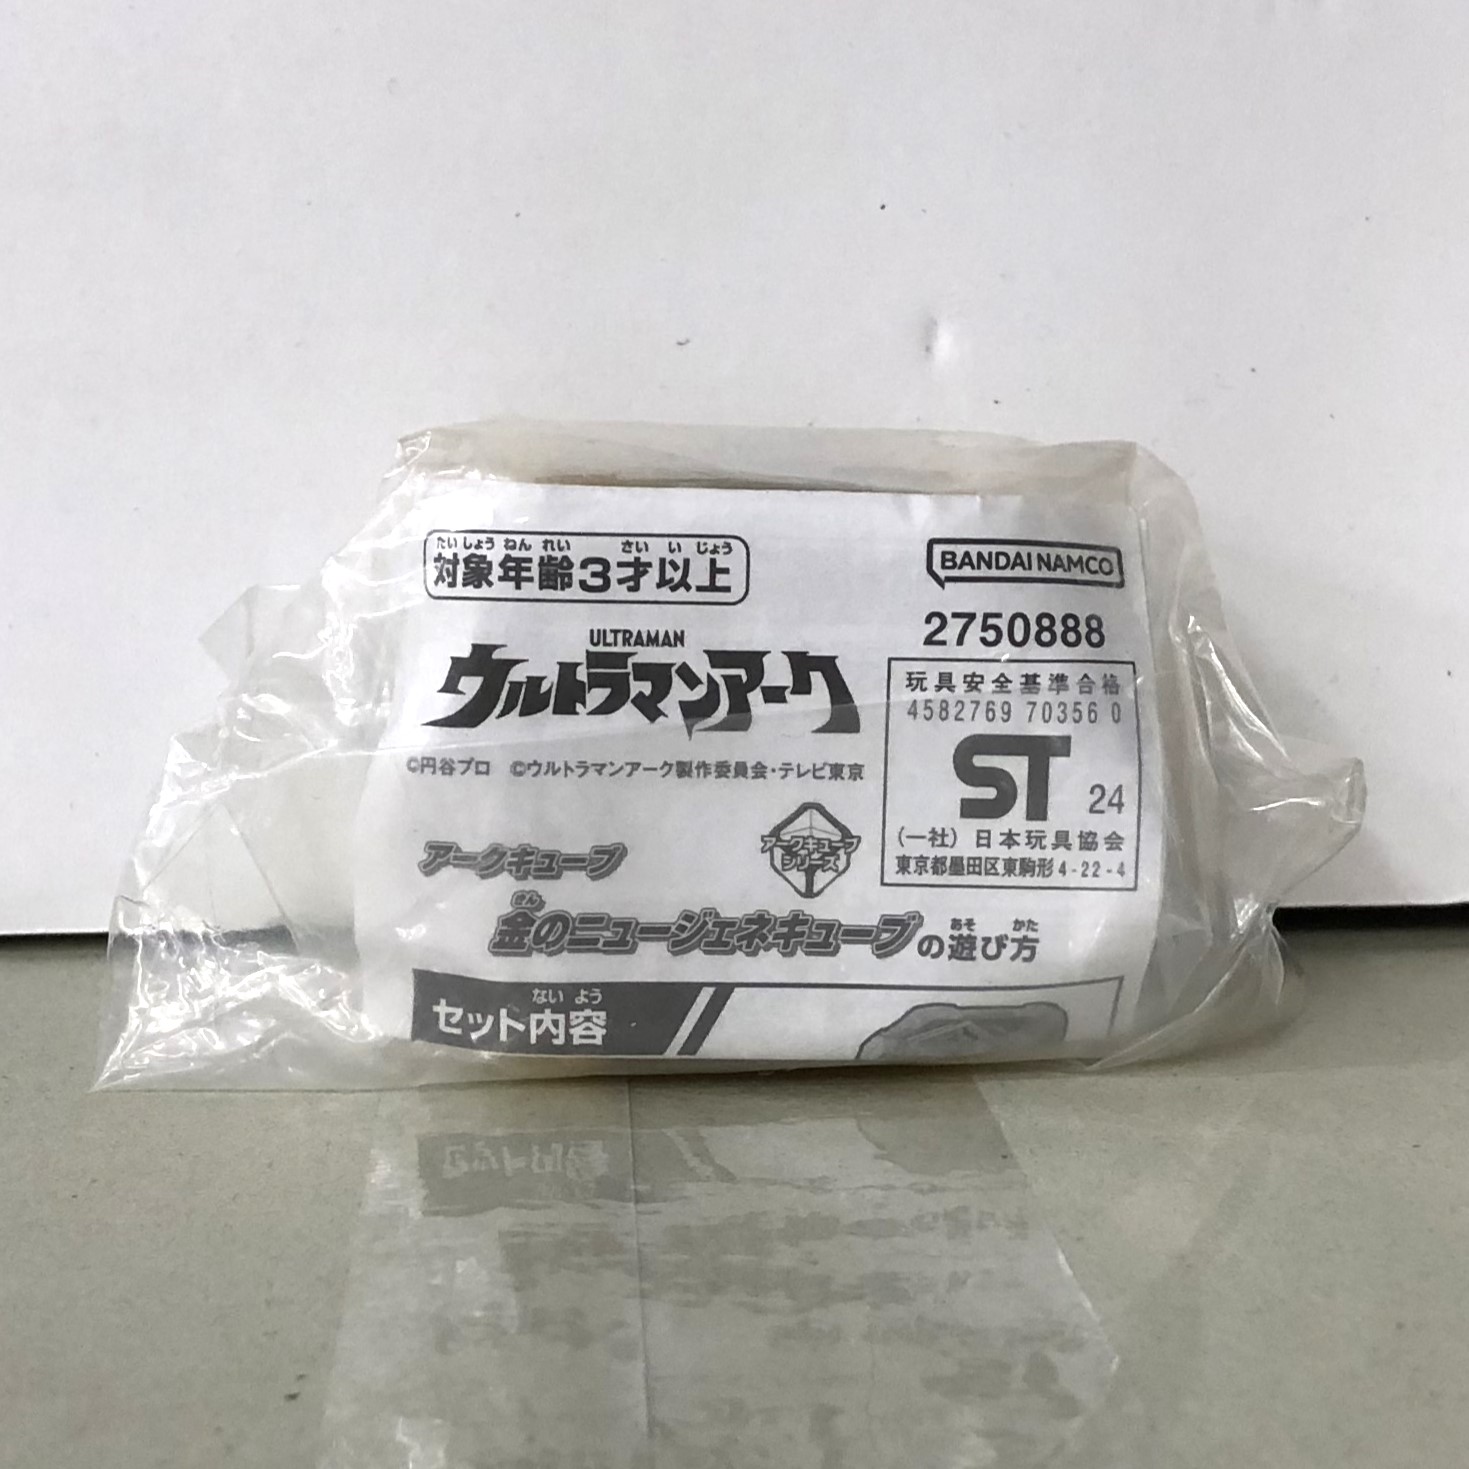 たいしょう ねん れい さい い じょう
対象年齢3才以上
BANDAI NAMCO
2750888
ULTRAMAN
ウルトラマンアーク
©円谷プロ ©ウルトラマンアーク製作委員会・テレビ東京
玩具安全基準合格
4582769 70356 0
ST 24
(一社) 日本玩具協会
東京都墨田区東駒形4-22-4
アークキューブ
アークキューブ
シリーズ
きん あそ かた
金のニュージェネキューブの遊び方
ない よう
セット内容